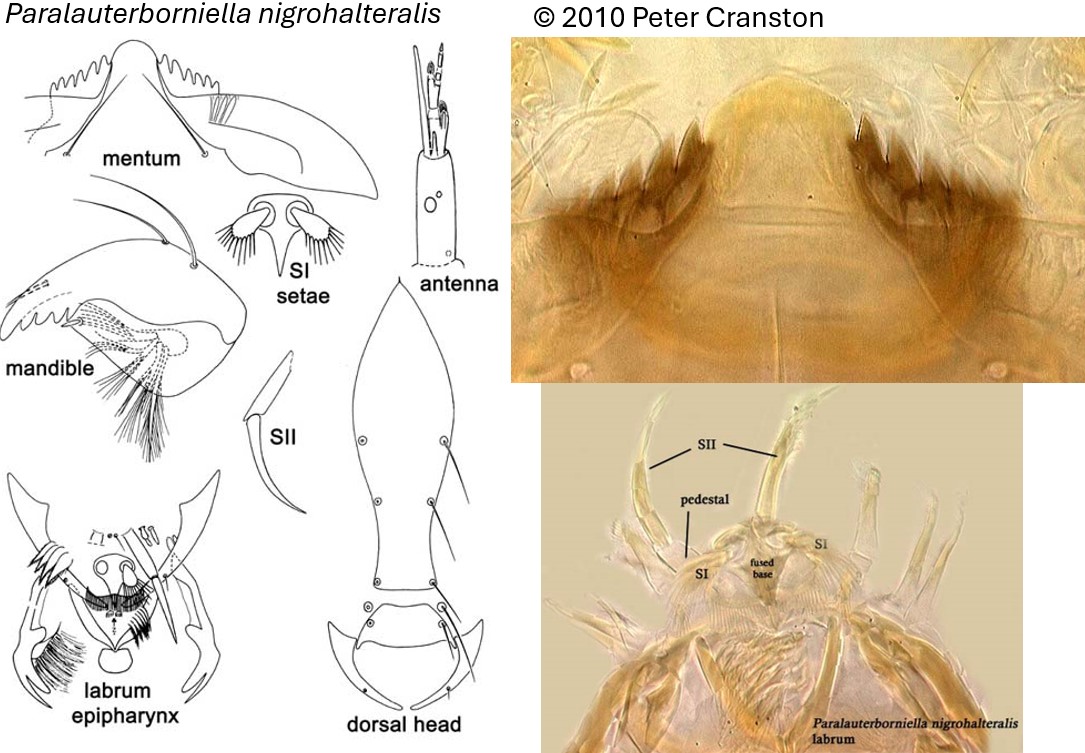 Paralauterborniella nigrohalteralis
© 2010 Peter Cranston
mentum
SI
setae
antenna
mandible
SII
labrum
epipharynx
dorsal head
SII
pedestal
SI
SI
fused
base
Paralauterborniella nigrohalteralis
labrum